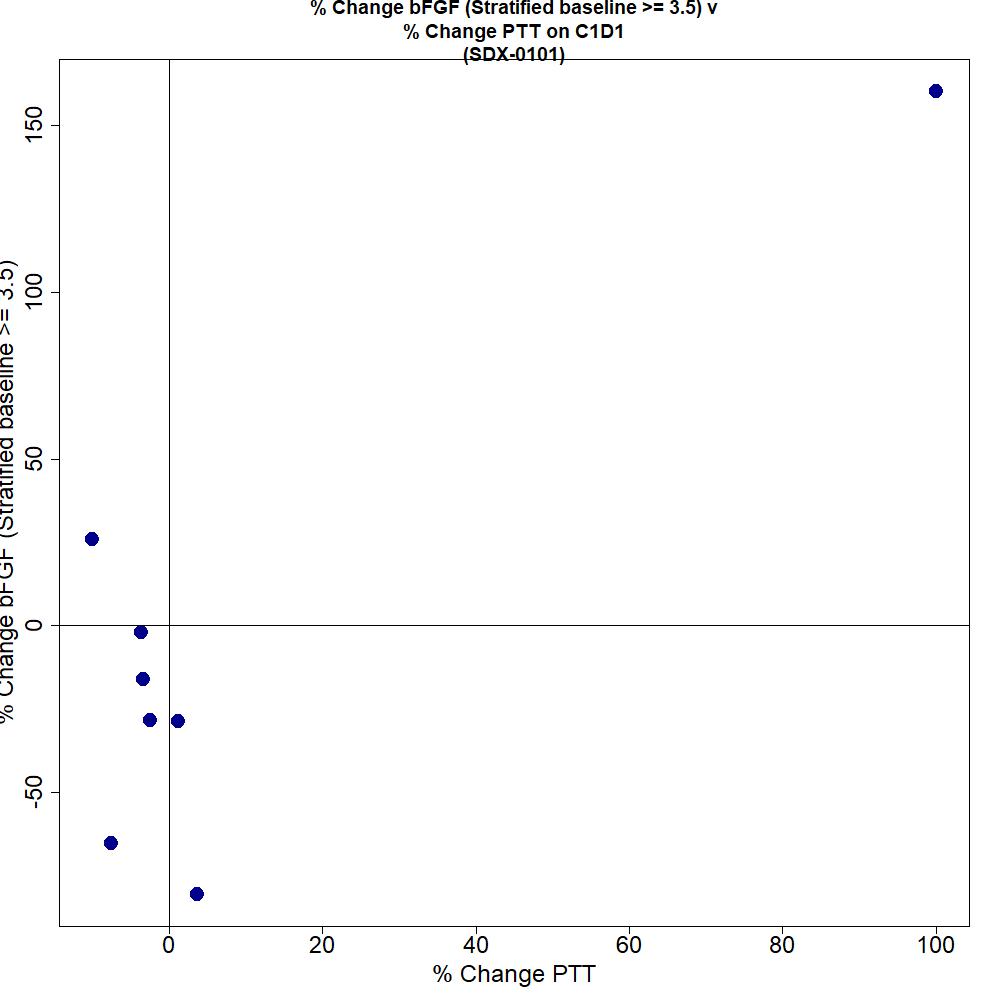 % Change bFGF (Stratified baseline >= 3.5) v
% Change PTT on C1D1
(SDX-0101)
% Change bFGF (Stratified baseline >= 3.5)
150
100
50
0
-50
0 20 40 60 80 100
% Change PTT